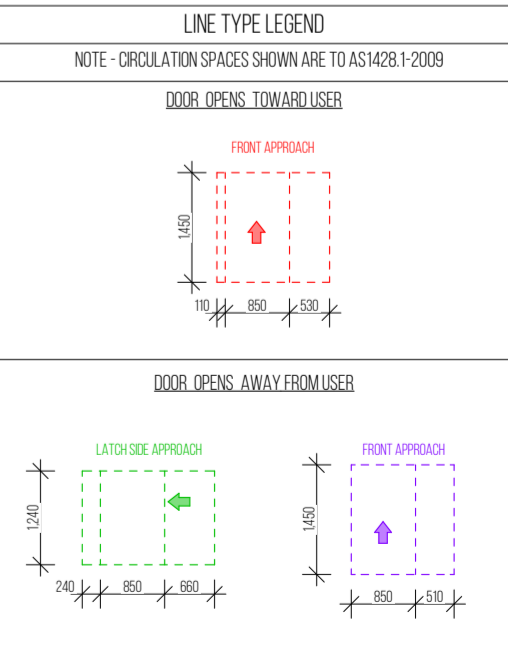 LINE TYPE LEGEND
NOTE - CIRCULATION SPACES SHOWN ARE TO AS1428.1-2009
DOOR OPENS TOWARD USER
FRONT APPROACH
1,450
110 850 530
DOOR OPENS AWAY FROM USER
LATCH SIDE APPROACH
1,240
240 850 660
FRONT APPROACH
1,450
850 510